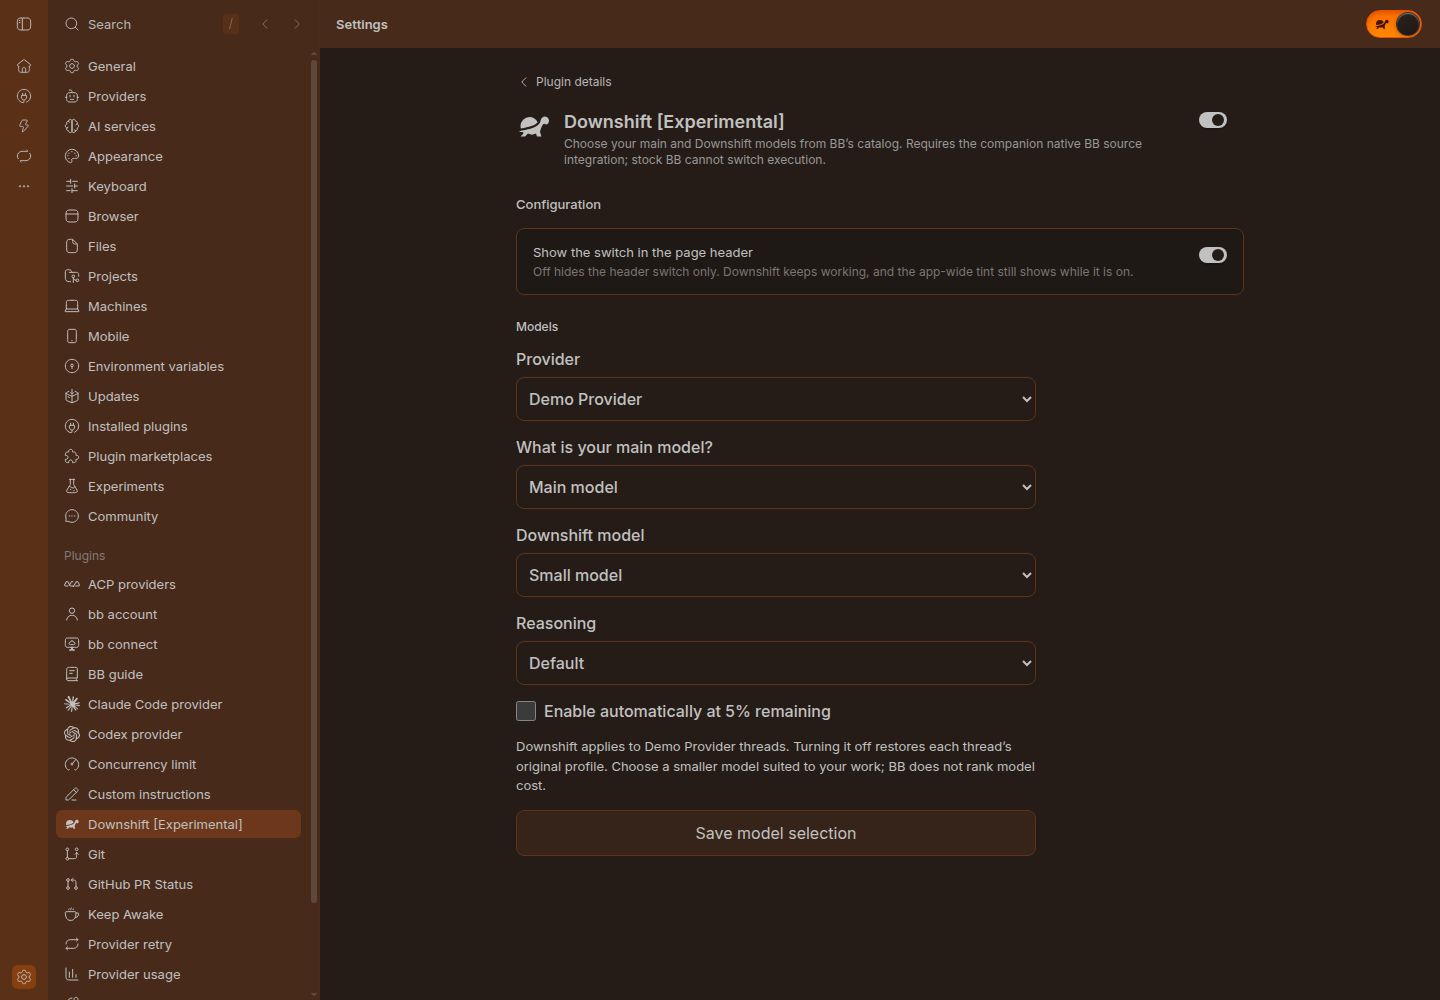 Search
/
Settings
General
Providers
AI services
Appearance
Keyboard
Browser
Files
Projects
Machines
Mobile
Environment variables
Updates
Installed plugins
Plugin marketplaces
Experiments
Community
Plugins
ACP providers
bb account
bb connect
BB guide
Claude Code provider
Codex provider
Concurrency limit
Custom instructions
Downshift [Experimental]
Git
GitHub PR Status
Keep Awake
Provider retry
Provider usage
Plugin details
Downshift [Experimental]
Choose your main and Downshift models from BB’s catalog. Requires the companion native BB source
integration; stock BB cannot switch execution.
Configuration
Show the switch in the page header
Off hides the header switch only. Downshift keeps working, and the app-wide tint still shows while it is on.
Models
Provider
Demo Provider
What is your main model?
Main model
Downshift model
Small model
Reasoning
Default
Enable automatically at 5% remaining
Downshift applies to Demo Provider threads. Turning it off restores each thread’s
original profile. Choose a smaller model suited to your work; BB does not rank model
cost.
Save model selection